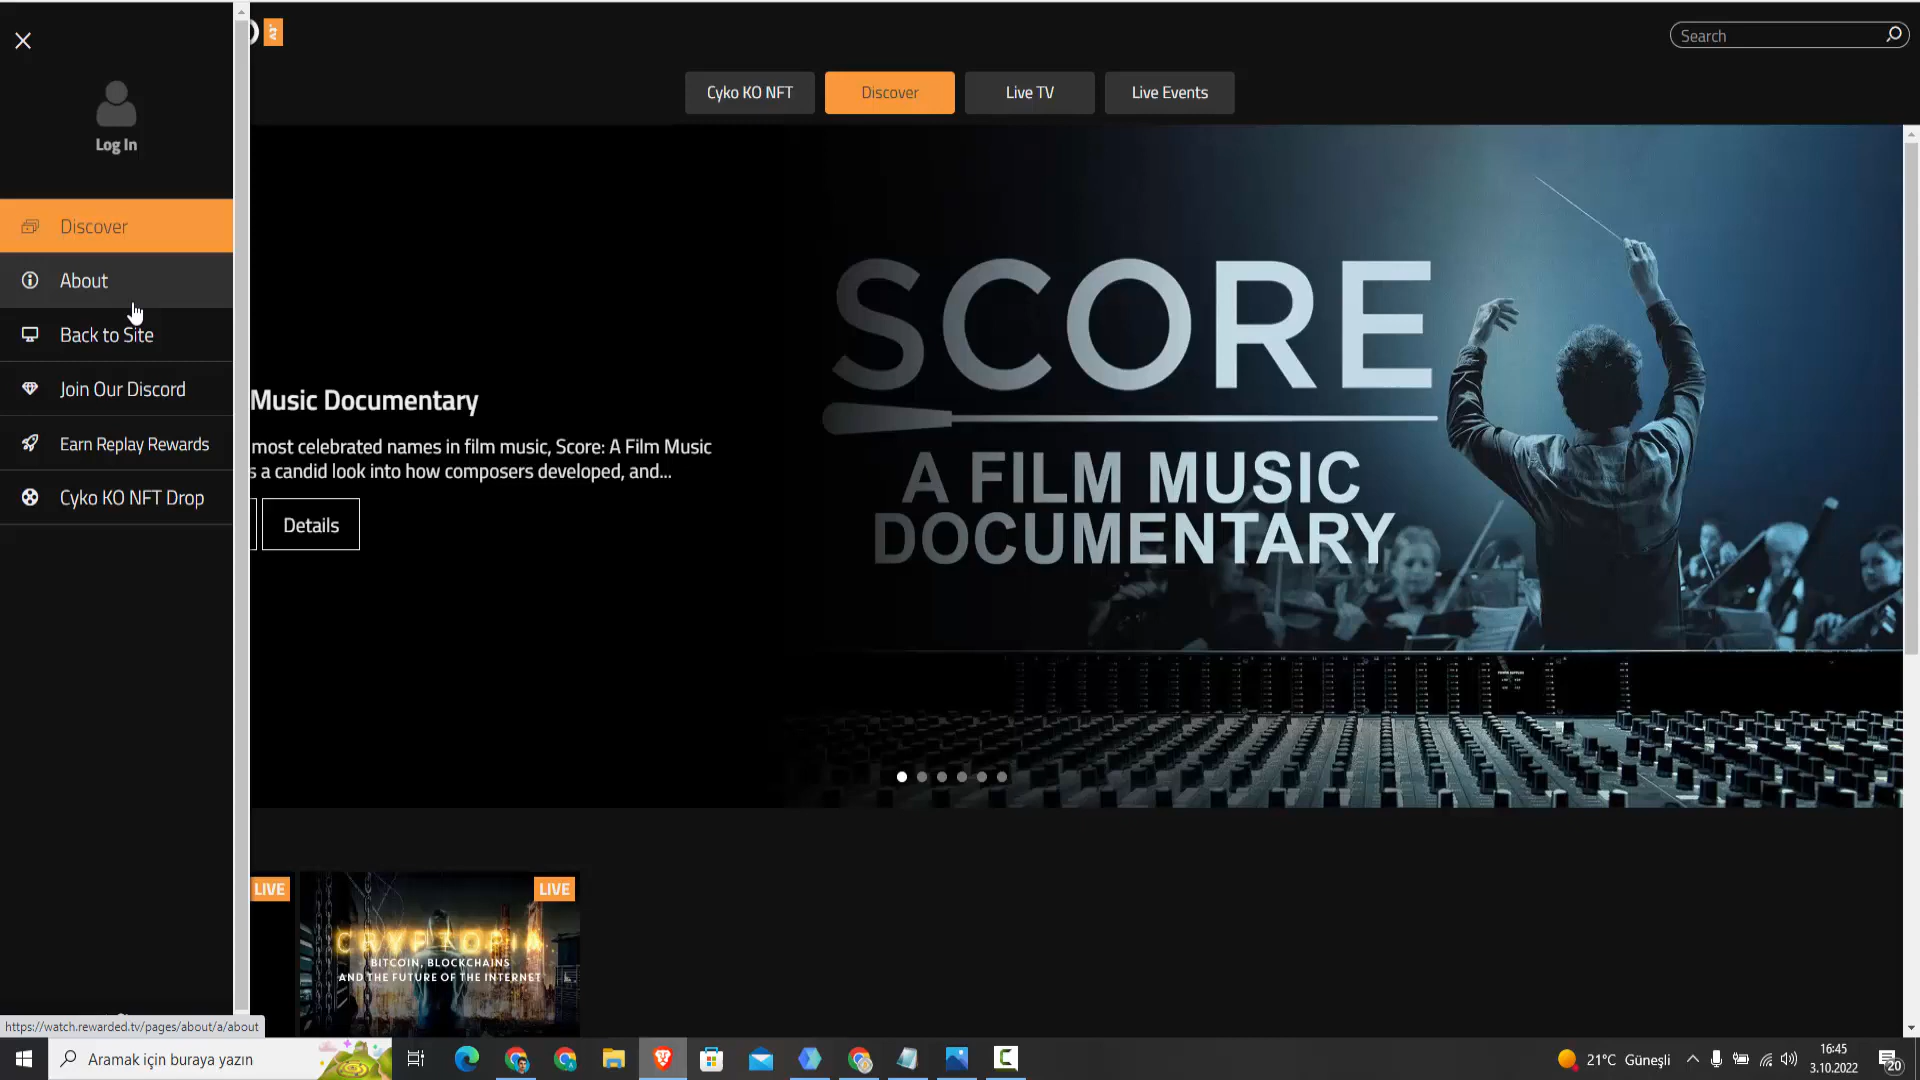 Search
Cyko KO NFT
Discover
Live TV
Live Events
Log In
Discover
About
Back to Site
Join Our Discord
Earn Replay Rewards
Cyko KO NFT Drop
SCORE
A FILM MUSIC
DOCUMENTARY
Music Documentary
most celebrated names in film music, Score: A Film Music
s a candid look into how composers developed, and...
Details
LIVE
LIVE
CRYPTOPIA
BITCOIN, BLOCKCHAINS
AND THE FUTURE OF THE INTERNET
https://watch.rewarded.tv/pages/about/a/about
Aramak için buraya yazın
21°C Güneşli
16:45
3.10.2022
20